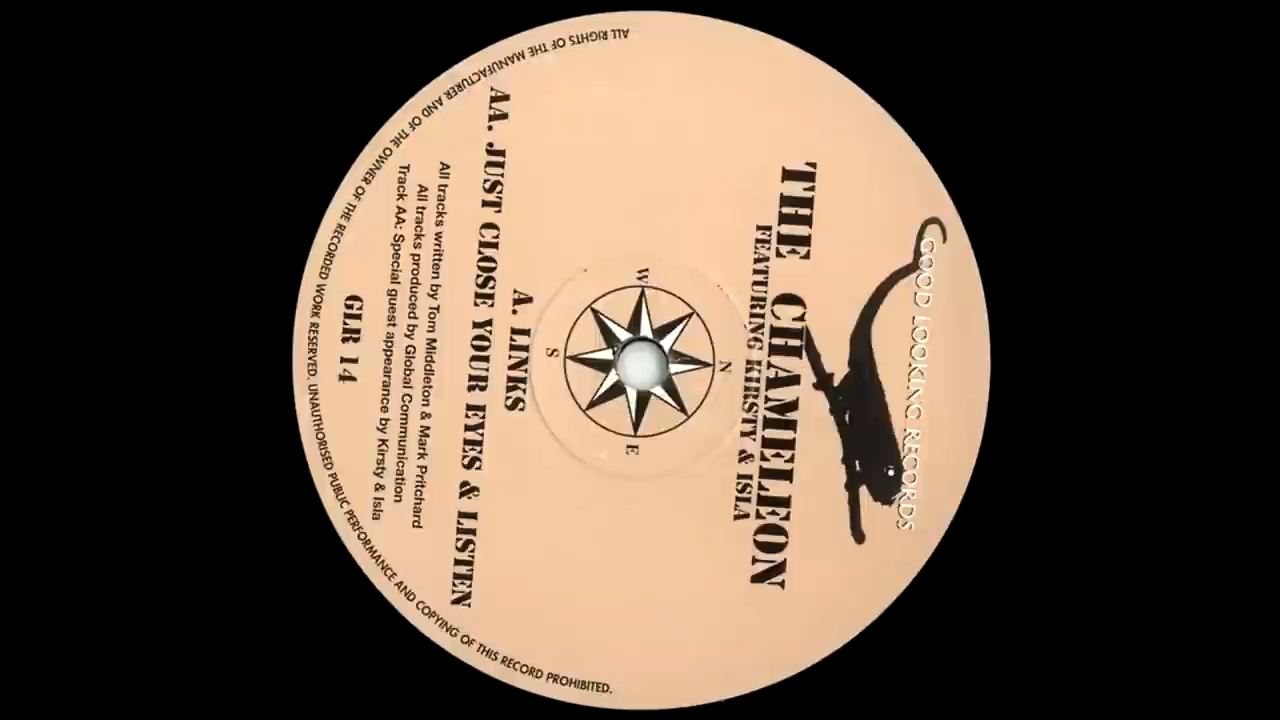 GOOD LOOKING RECORDS
THE CHAMELEON
FEATURING KIRSTY & ISLA
N
W
E
S
A. LINKS
AA. JUST CLOSE YOUR EYES & LISTEN
All tracks written by Tom Middleton & Mark Pritchard
All tracks produced by Global Communication
Track AA: Special guest appearance by Kirsty & Isla
GLR 14
ALL RIGHTS OF THE MANUFACTURER AND OF THE OWNER OF THE RECORDED WORK RESERVED. UNAUTHORISED PUBLIC PERFORMANCE AND COPYING OF THIS RECORD PROHIBITED.